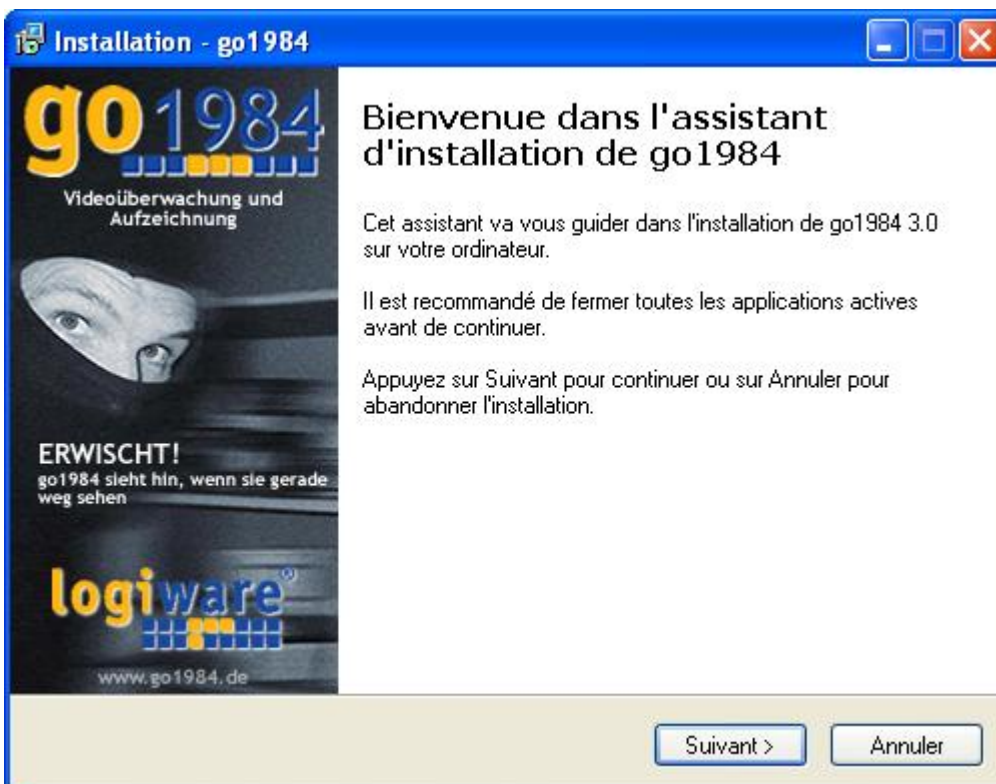 Installation - go1984
go1984
Videoüberwachung und
Aufzeichnung
ERWISCHT!
go1984 sieht hin, wenn sie gerade
weg sehen
logiware®
www.go1984.de
Bienvenue dans l'assistant
d'installation de go1984
Cet assistant va vous guider dans l'installation de go1984 3.0
sur votre ordinateur.
Il est recommandé de fermer toutes les applications actives
avant de continuer.
Appuyez sur Suivant pour continuer ou sur Annuler pour
abandonner l'installation.
Suivant >
Annuler